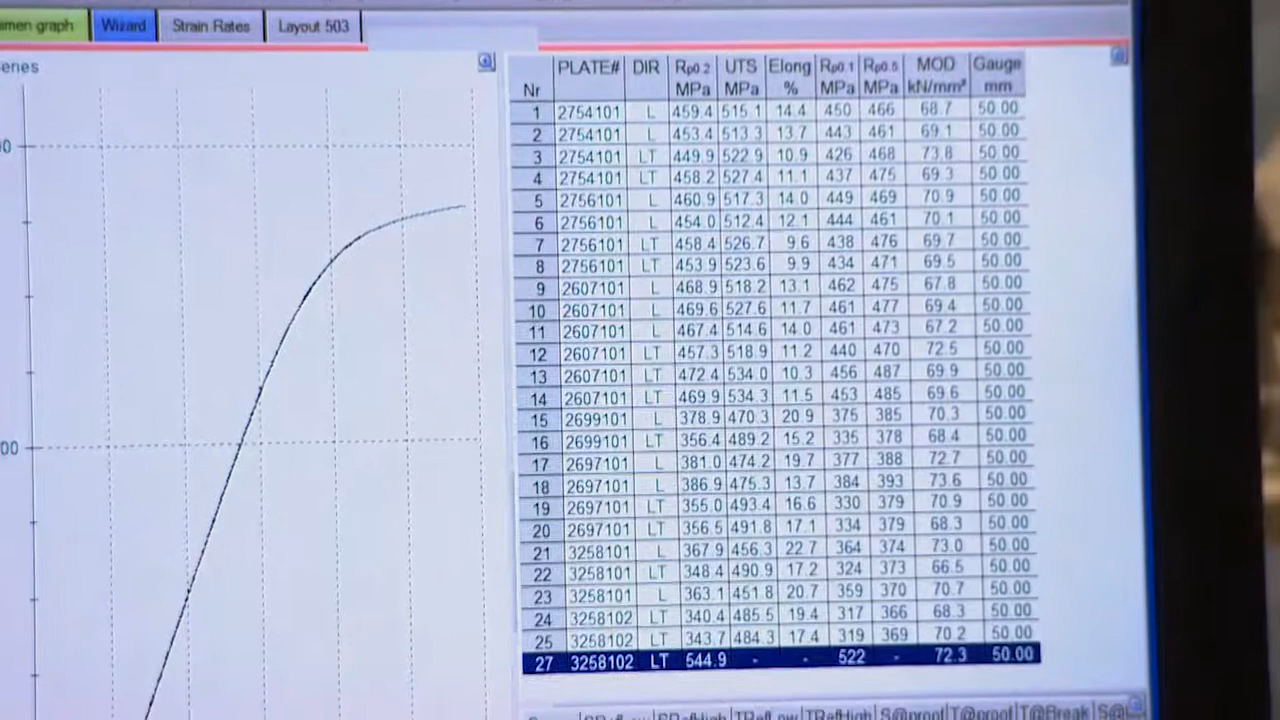 men graph Wizard Strain Rates Layout 503
enes
0
00
Nr PLATE# DIR Rp0.2 MPa UTS MPa Elong % Rp0.1 MPa Rp0.5 MPa MOD kN/mm² Gauge mm
1 2754101 L 459.4 515.1 14.4 450 466 68.7 50.00
2 2754101 L 453.4 513.3 13.7 443 461 69.1 50.00
3 2754101 LT 449.9 522.9 10.9 426 468 73.8 50.00
4 2754101 LT 458.2 527.4 11.1 437 475 69.3 50.00
5 2756101 L 460.9 517.3 14.0 449 469 70.9 50.00
6 2756101 L 454.0 512.4 12.1 444 461 70.1 50.00
7 2756101 LT 458.4 526.7 9.6 438 476 69.7 50.00
8 2756101 LT 453.9 523.6 9.9 434 471 69.5 50.00
9 2607101 L 468.9 518.2 13.1 462 475 67.8 50.00
10 2607101 L 469.6 527.6 11.7 461 477 69.4 50.00
11 2607101 L 467.4 514.6 14.0 461 473 67.2 50.00
12 2607101 LT 457.3 518.9 11.2 440 470 72.5 50.00
13 2607101 LT 472.4 534.0 10.3 456 487 69.9 50.00
14 2607101 LT 469.9 534.3 11.5 453 485 69.6 50.00
15 2699101 L 378.9 470.3 20.9 375 385 70.3 50.00
16 2699101 LT 356.4 489.2 15.2 335 378 68.4 50.00
17 2697101 L 381.0 474.2 19.7 377 388 72.7 50.00
18 2697101 L 386.9 475.3 13.7 384 393 73.6 50.00
19 2697101 LT 355.0 493.4 16.6 330 379 70.9 50.00
20 2697101 LT 356.5 491.8 17.1 334 379 68.3 50.00
21 3258101 L 367.9 456.3 22.7 364 374 73.0 50.00
22 3258101 LT 348.4 490.9 17.2 324 373 66.5 50.00
23 3258101 L 363.1 451.8 20.7 359 370 70.7 50.00
24 3258102 LT 340.4 485.5 19.4 317 366 68.3 50.00
25 3258102 LT 343.7 484.3 17.4 319 369 70.2 50.00
27 3258102 LT 544.9 - - 522 - 72.3 50.00
TRefLow TRefHigh S@proof T@proof T@Break